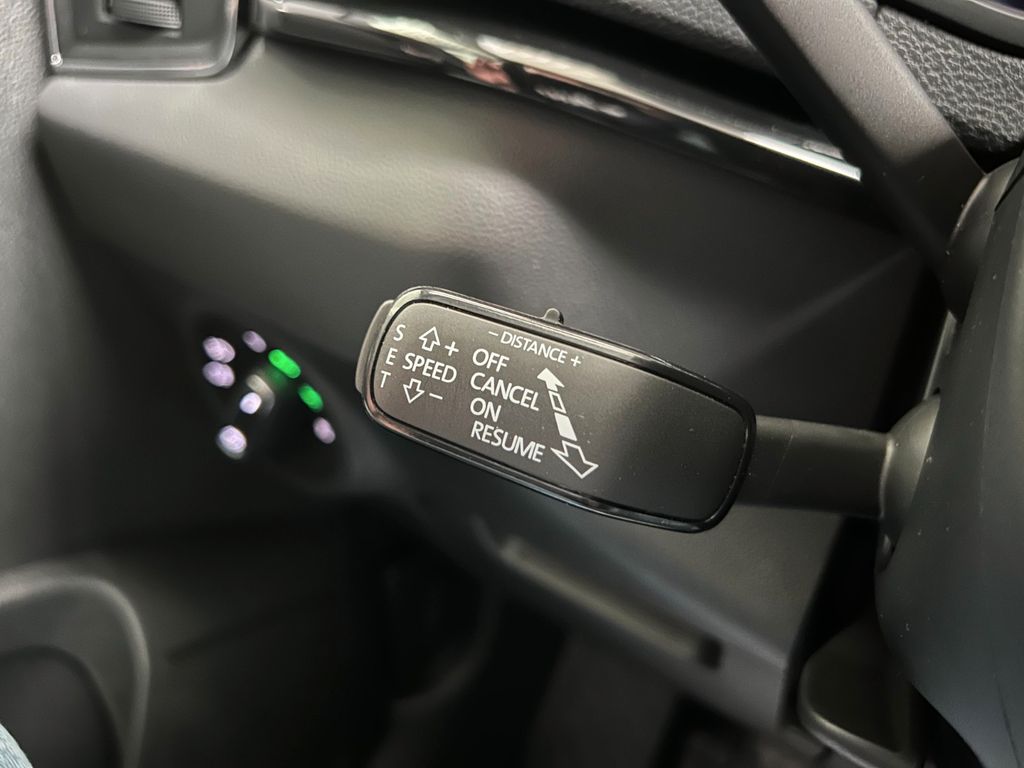 S E T
+
SPEED
−
− DISTANCE +
OFF
CANCEL
ON
RESUME